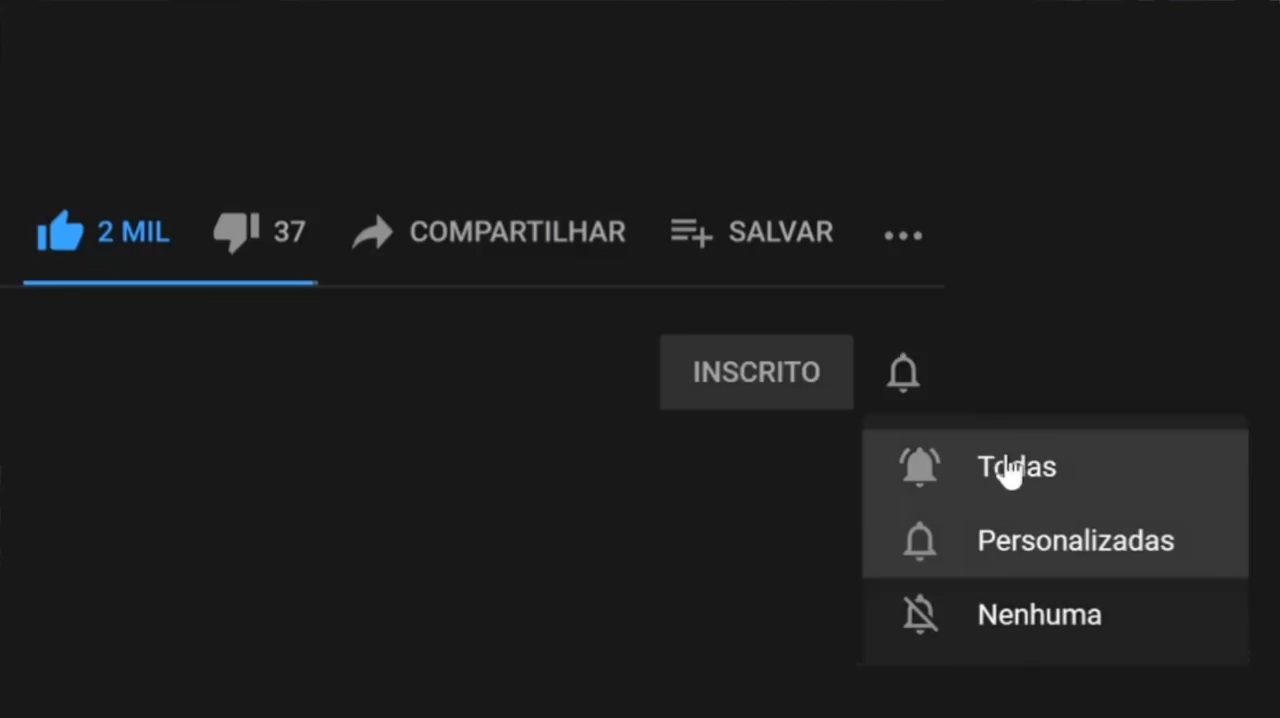 2 MIL 37 COMPARTILHAR SALVAR
INSCRITO
Todas
Personalizadas
Nenhuma